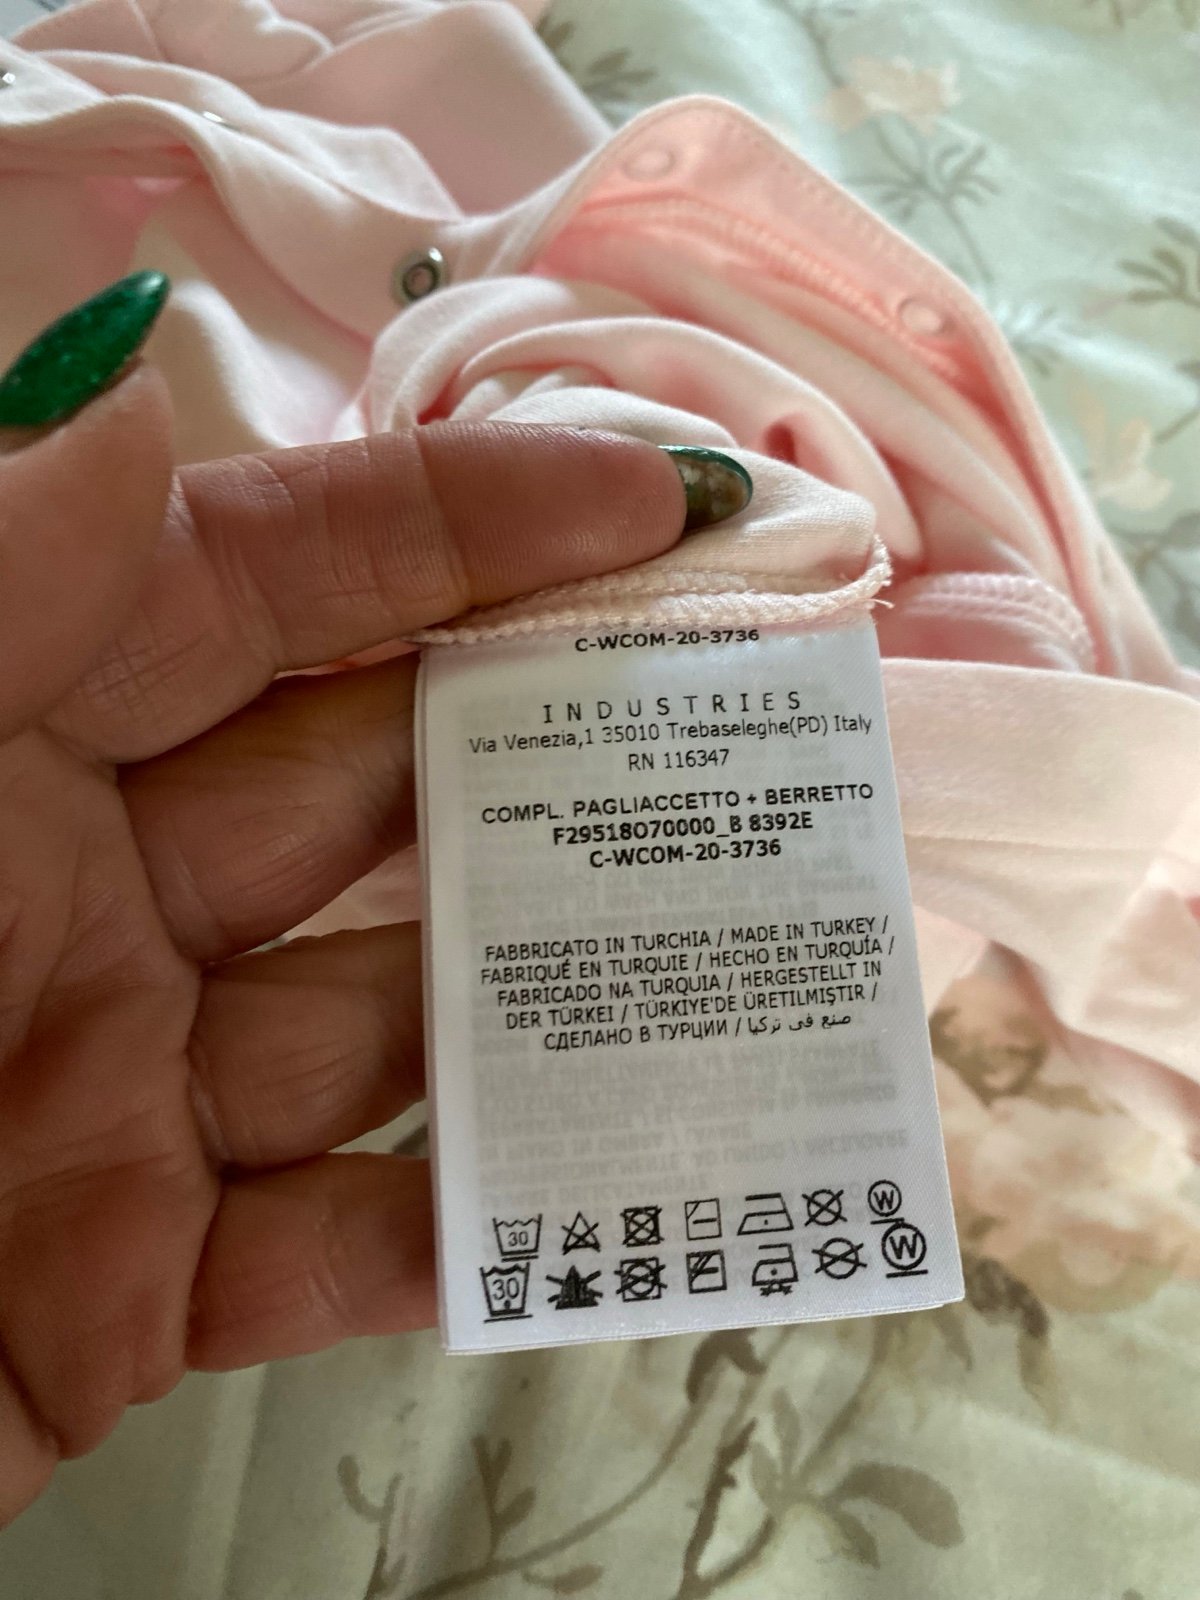 C-WCOM-20-3736
INDUSTRIES
Via Venezia,1 35010 Trebaseleghe(PD) Italy
RN 116347
COMPL. PAGLIACCETTO + BERRETTO
F29518O70000_B 8392E
C-WCOM-20-3736
FABBRICATO IN TURCHIA / MADE IN TURKEY /
FABRIQUÉ EN TURQUIE / HECHO EN TURQUÍA /
FABRICADO NA TURQUIA / HERGESTELLT IN
DER TÜRKEI / TÜRKIYE'DE ÜRETILMIŞTIR /
СДЕЛАНО В ТУРЦИИ / صنع في تركيا
30 W
30 W